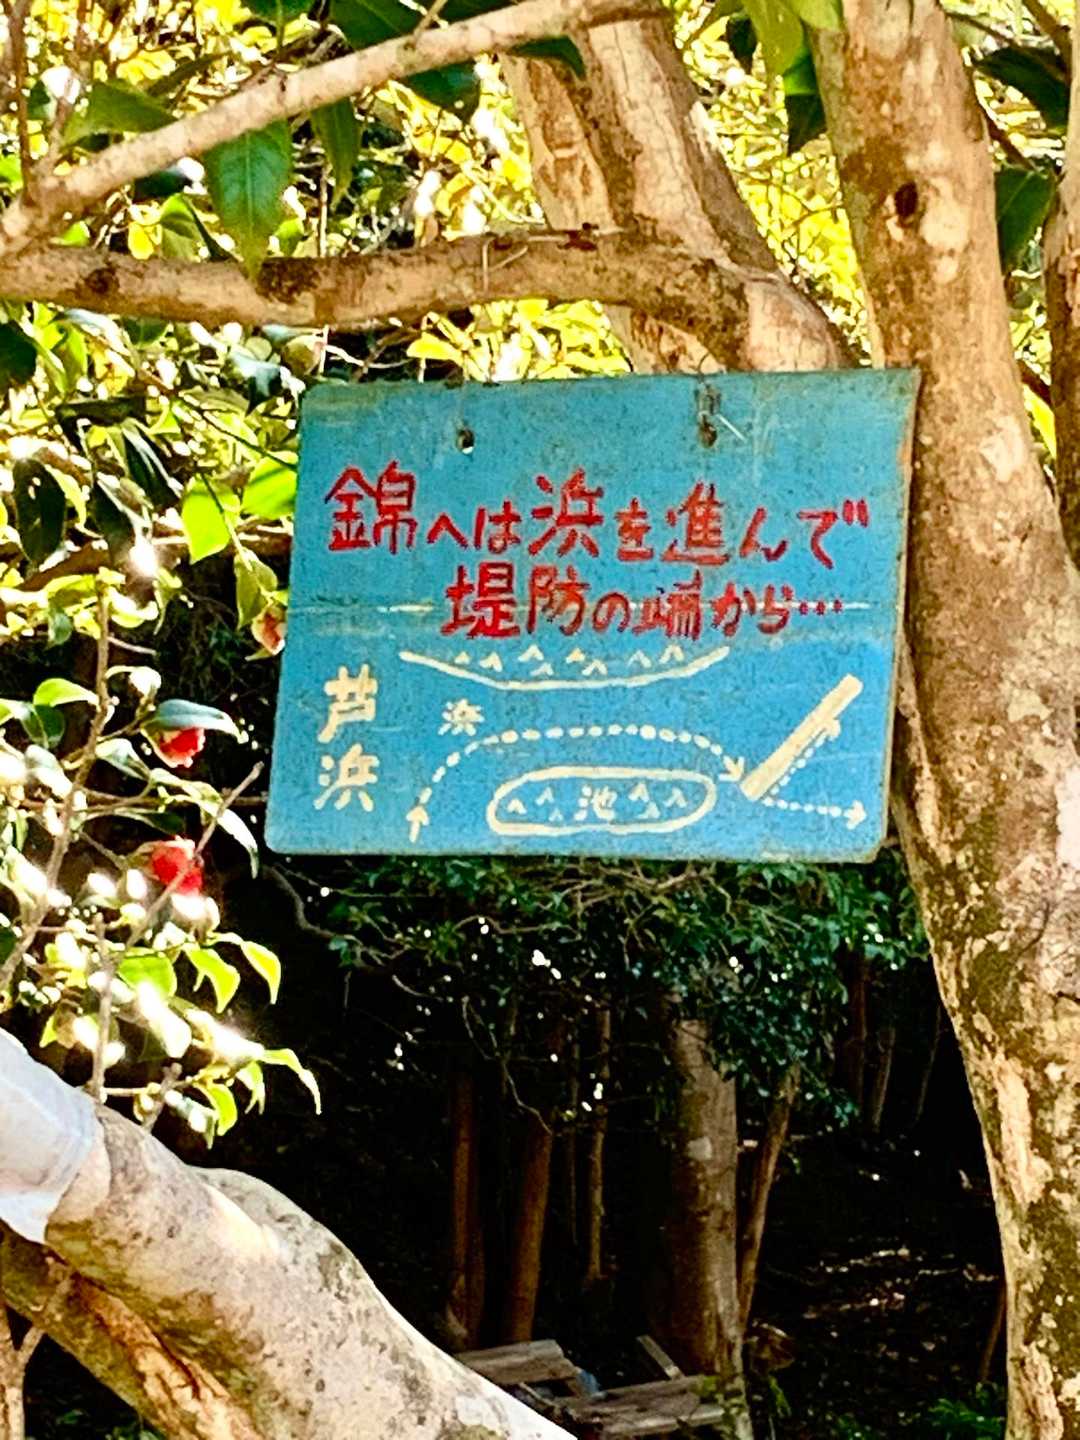 錦へは浜を進んで
堤防の端から…
芦浜
浜
池